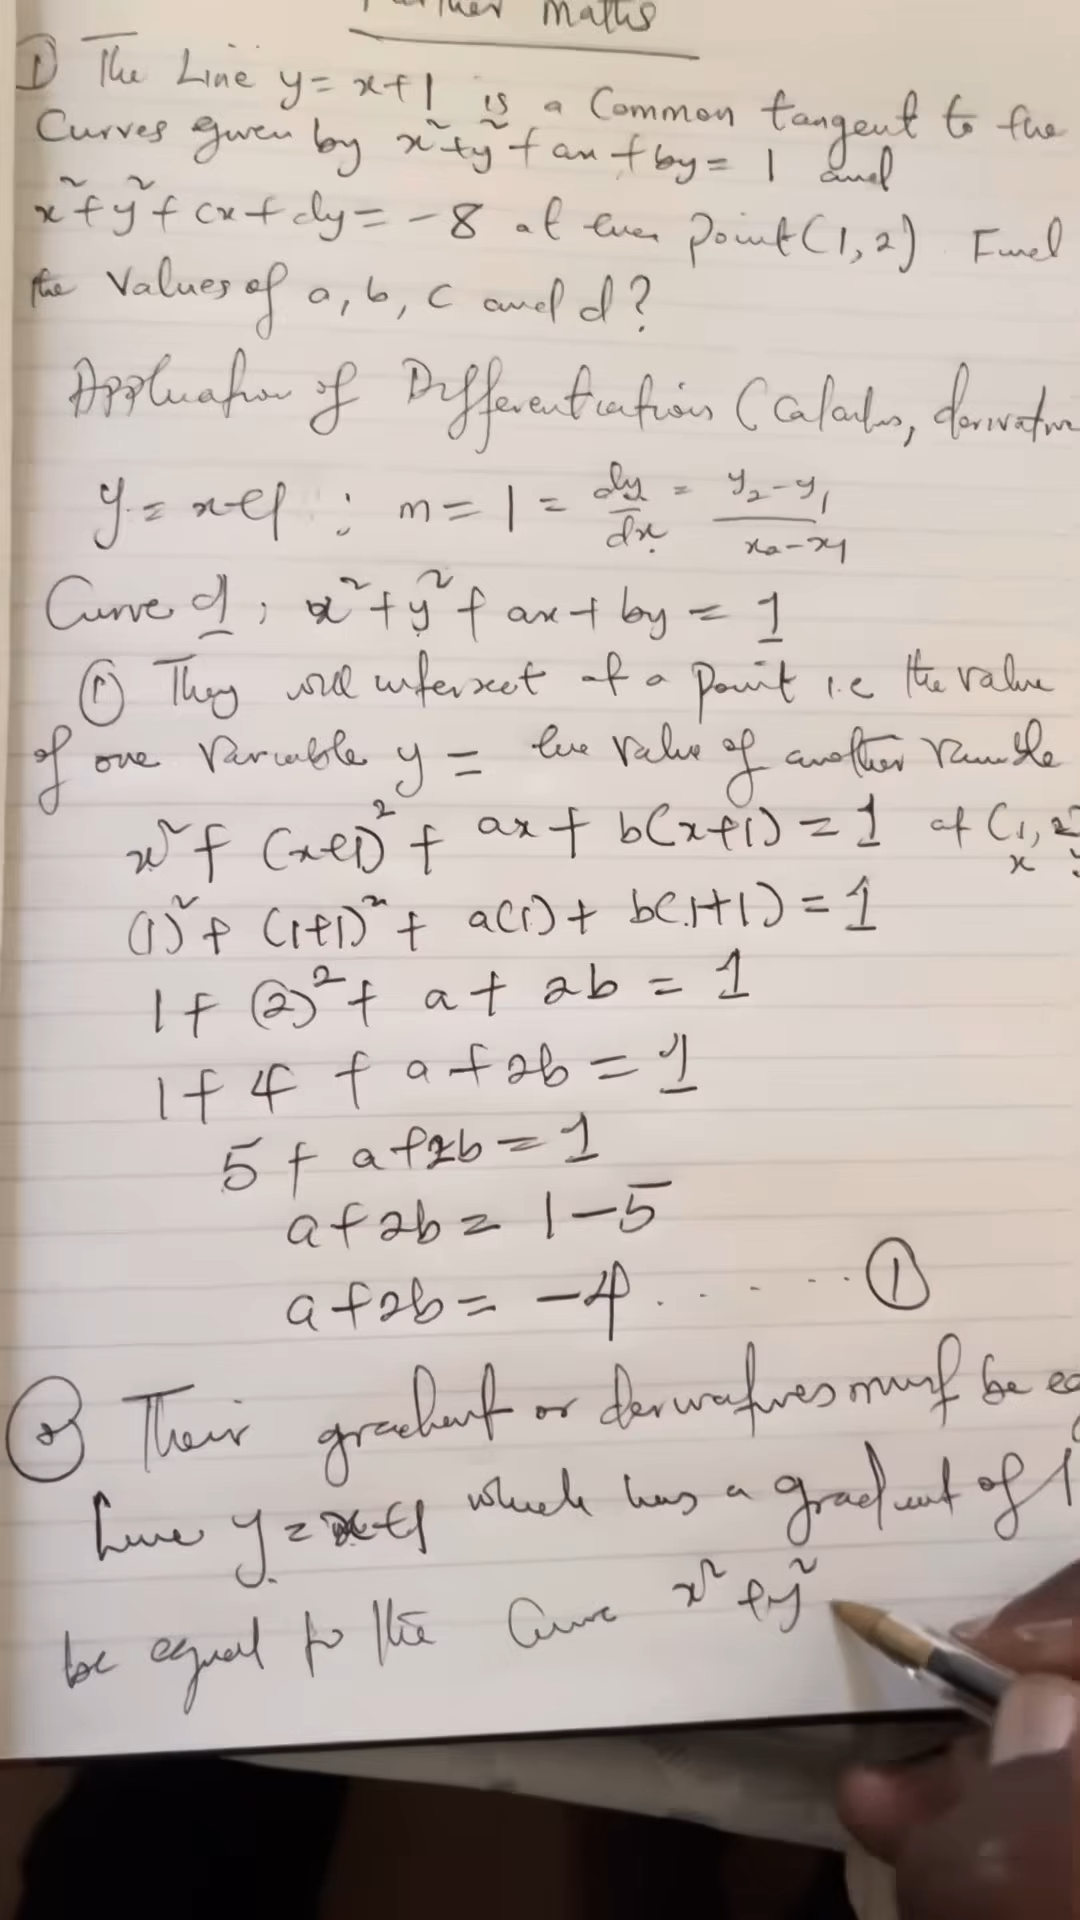 Further Maths
① The Line y = x+1 is a Common tangent to the
Curves given by x²+y²+ax+by = 1 and
x²+y²+cx+dy = -8 at the point (1,2). Find
the Values of a, b, c and d?
Application of Differentiation (Calculus, derivative
y = x+1 ; m = 1 = dy/dx = y₂-y₁/x₂-x₁
Curve 1, x²+y²+ax+by = 1
① They will intersect at a point i.e the value
of one variable y = the value of another variable
x²+(x+1)²+ax+b(x+1) = 1 at (1, 2
x
(1)²+(1+1)²+a(1)+b(1+1) = 1
1+(2)²+a+2b = 1
1+4+a+2b = 1
5+a+2b = 1
a+2b = 1-5
a+2b = -4 ........ ①
② Their gradient or derivatives must be eq
Line y = x+1 which has a gradient of 1
be equal to the Curve x²+y²